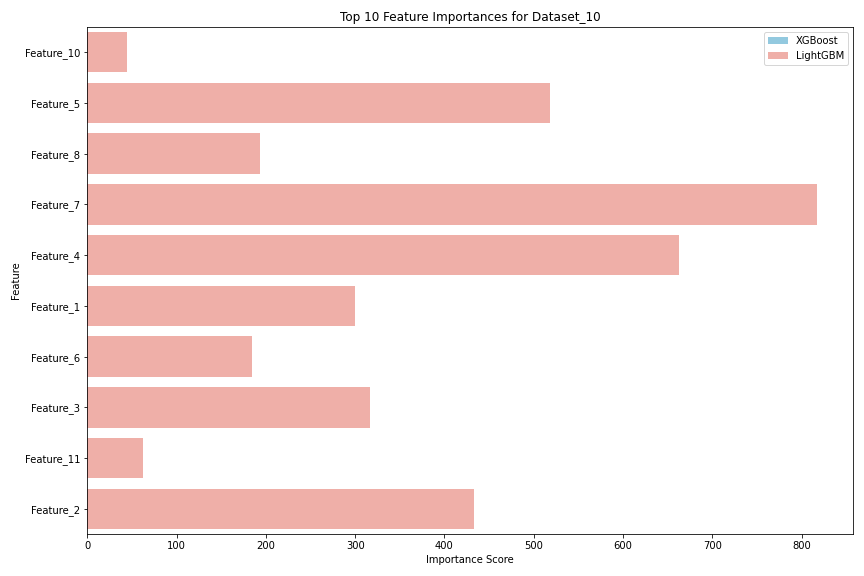 Top 10 Feature Importances for Dataset_10
XGBoost
LightGBM
Feature_10
Feature_5
Feature_8
Feature_7
Feature_4
Feature_1
Feature_6
Feature_3
Feature_11
Feature_2
Feature
0 100 200 300 400 500 600 700 800
Importance Score